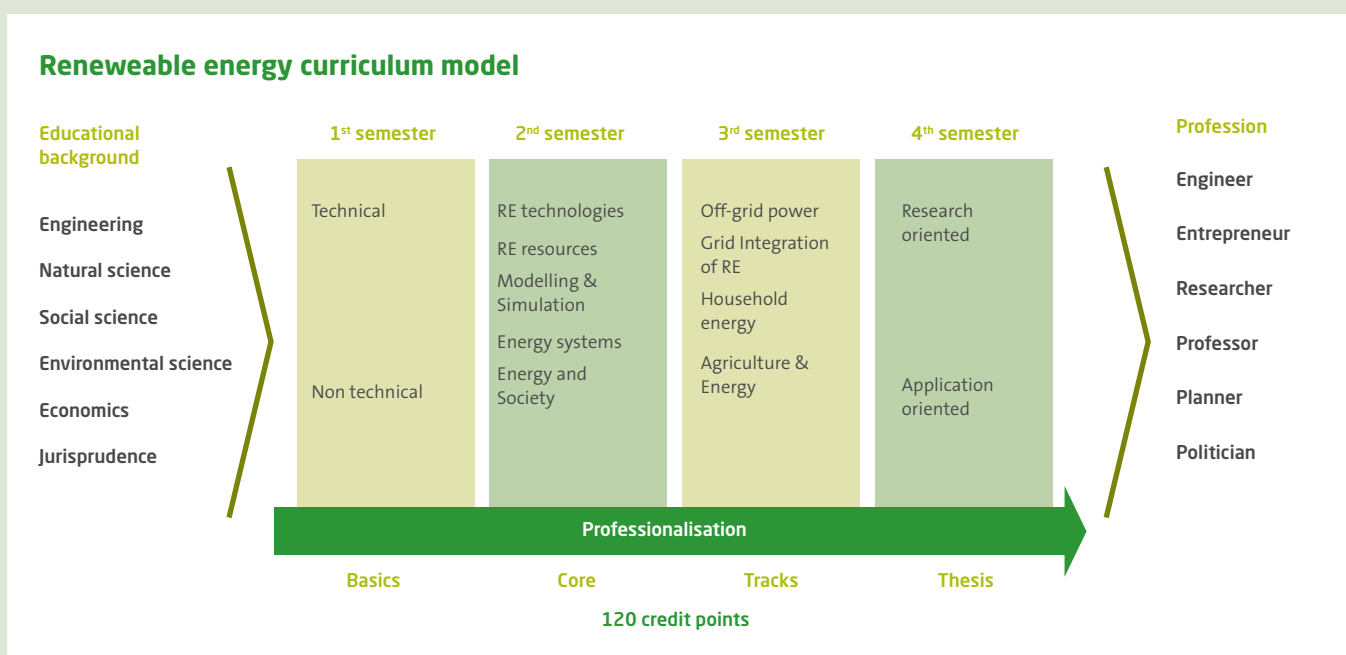 Reneweable energy curriculum model
Educational
background
Engineering
Natural science
Social science
Environmental science
Economics
Jurisprudence
1st semester
Technical
Non technical
2nd semester
RE technologies
RE resources
Modelling &
Simulation
Energy systems
Energy and
Society
3rd semester
Off-grid power
Grid Integration
of RE
Household
energy
Agriculture &
Energy
4th semester
Research
oriented
Application
oriented
Profession
Engineer
Entrepreneur
Researcher
Professor
Planner
Politician
Professionalisation
Basics
Core
Tracks
Thesis
120 credit points